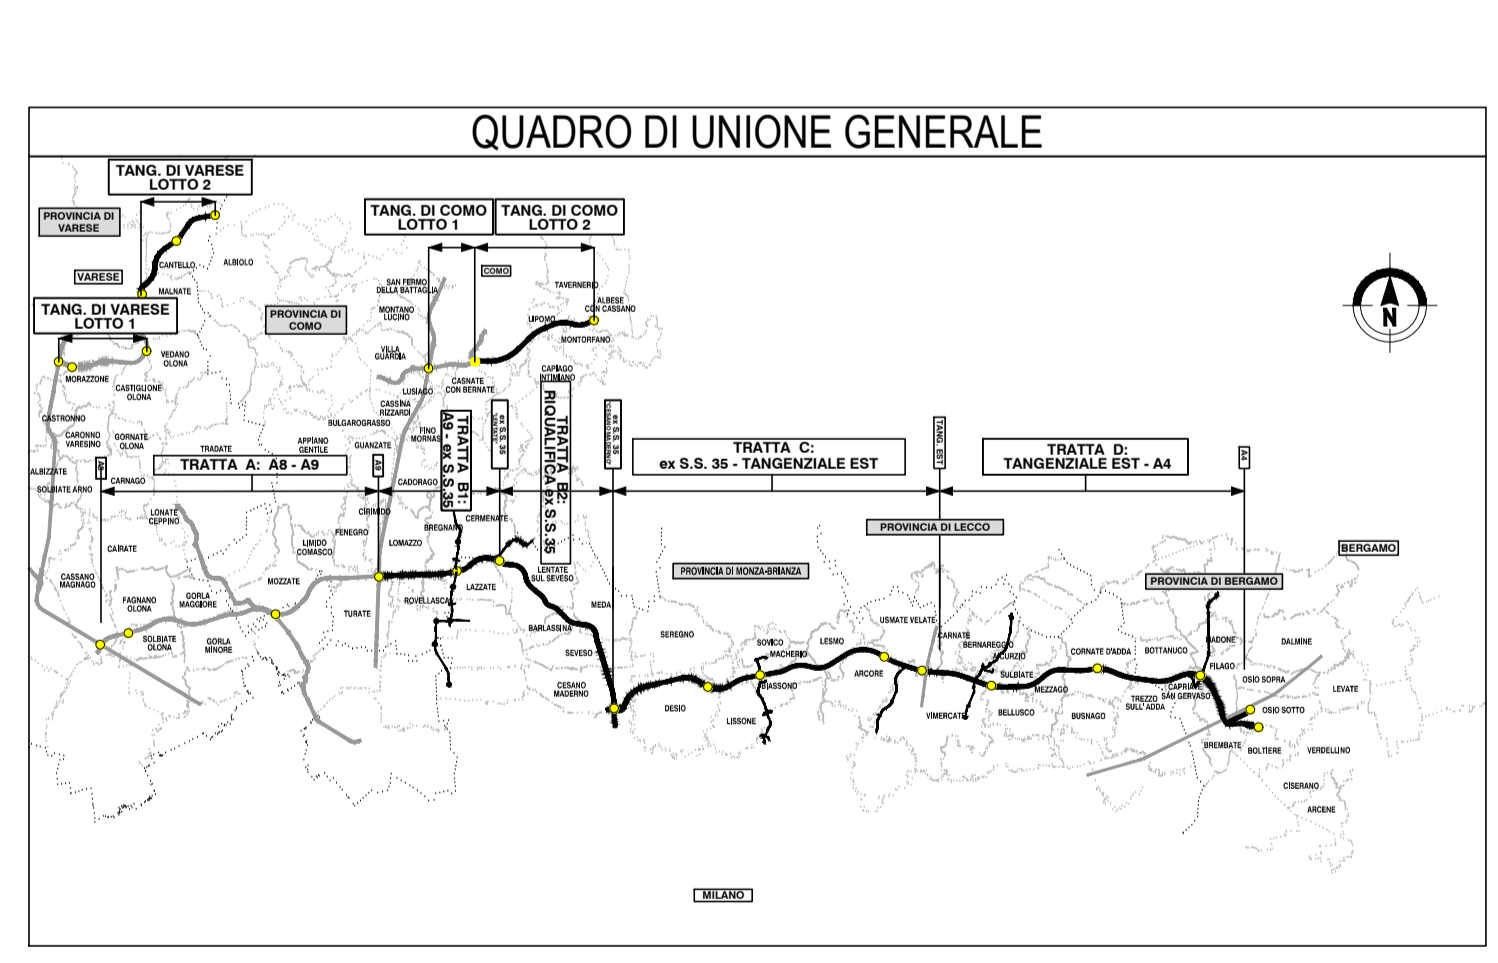 QUADRO DI UNIONE GENERALE
TANG. DI VARESE
LOTTO 2
PROVINCIA DI
VARESE
TANG. DI COMO
LOTTO 1
TANG. DI COMO
LOTTO 2
CANTELLO
ALBIOLO
VARESE
COMO
MALNATE
SAN FERMO
DELLA BATTAGLIA
TAVERNERIO
ALBESE
CON CASSANO
TANG. DI VARESE
LOTTO 1
PROVINCIA DI
COMO
MONTANO
LUCINO
LIPOMO
N
MONTORFANO
VEDANO
OLONA
VILLA
GUARDIA
MORAZZONE
CASTIGLIONE
OLONA
LUSIAGO
CASNATE
CON BERNATE
CAPIAGO
INTIMIANO
CASSINA
RIZZARDI
CASTRONNO
BULGAROGRASSO
CARONNO
VARESINO
GORNATE
OLONA
TRADATE
APPIANO
GENTILE
GUANZATE
FINO
MORNAS
TRATTA B1:
A9 - ex S.S.35
ex S.S. 35
"LENTATE"
TRATTA B2:
RIQUALIFICA ex S.S.35
ex S.S. 35
"CESANO MADERNO"
TRATTA C:
ex S.S. 35 - TANGENZIALE EST
TANG. EST
TRATTA D:
TANGENZIALE EST - A4
A4
ALBIZZATE
A8
TRATTA A: A8 - A9
A9
SOLBIATE ARNO
CARNAGO
CADORAGO
LONATE
CEPPINO
CIRIMIDO
CERMENATE
BREGNANO
FENEGRO
PROVINCIA DI LECCO
LIMIDO
COMASCO
LOMAZZO
CAIRATE
BERGAMO
CASSANO
MAGNAGO
MOZZATE
LENTATE
SUL SEVESO
PROVINCIA DI MONZA-BRIANZA
PROVINCIA DI BERGAMO
LAZZATE
FAGNANO
OLONA
GORLA
MAGGIORE
ROVELLASCA
TURATE
MEDA
BARLASSINA
SEREGNO
USMATE VELATE
CARNATE
SOLBIATE
OLONA
GORLA
MINORE
SOVICO
LESMO
BERNAREGGIO
MADONE
DALMINE
SEVESO
MACHERIO
AICURZIO
CORNATE D'ADDA
BOTTANUCO
FILAGO
ARCORE
SULBIATE
OSIO SOPRA
CESANO
MADERNO
BIASSONO
MEZZAGO
CAPRIATE
SAN GERVASO
LEVATE
TREZZO
SULL' ADDA
DESIO
LISSONE
VIMERCATE
BELLUSCO
BUSNAGO
OSIO SOTTO
BREMBATE
BOLTIERE
VERDELLINO
CISERANO
ARCENE
MILANO